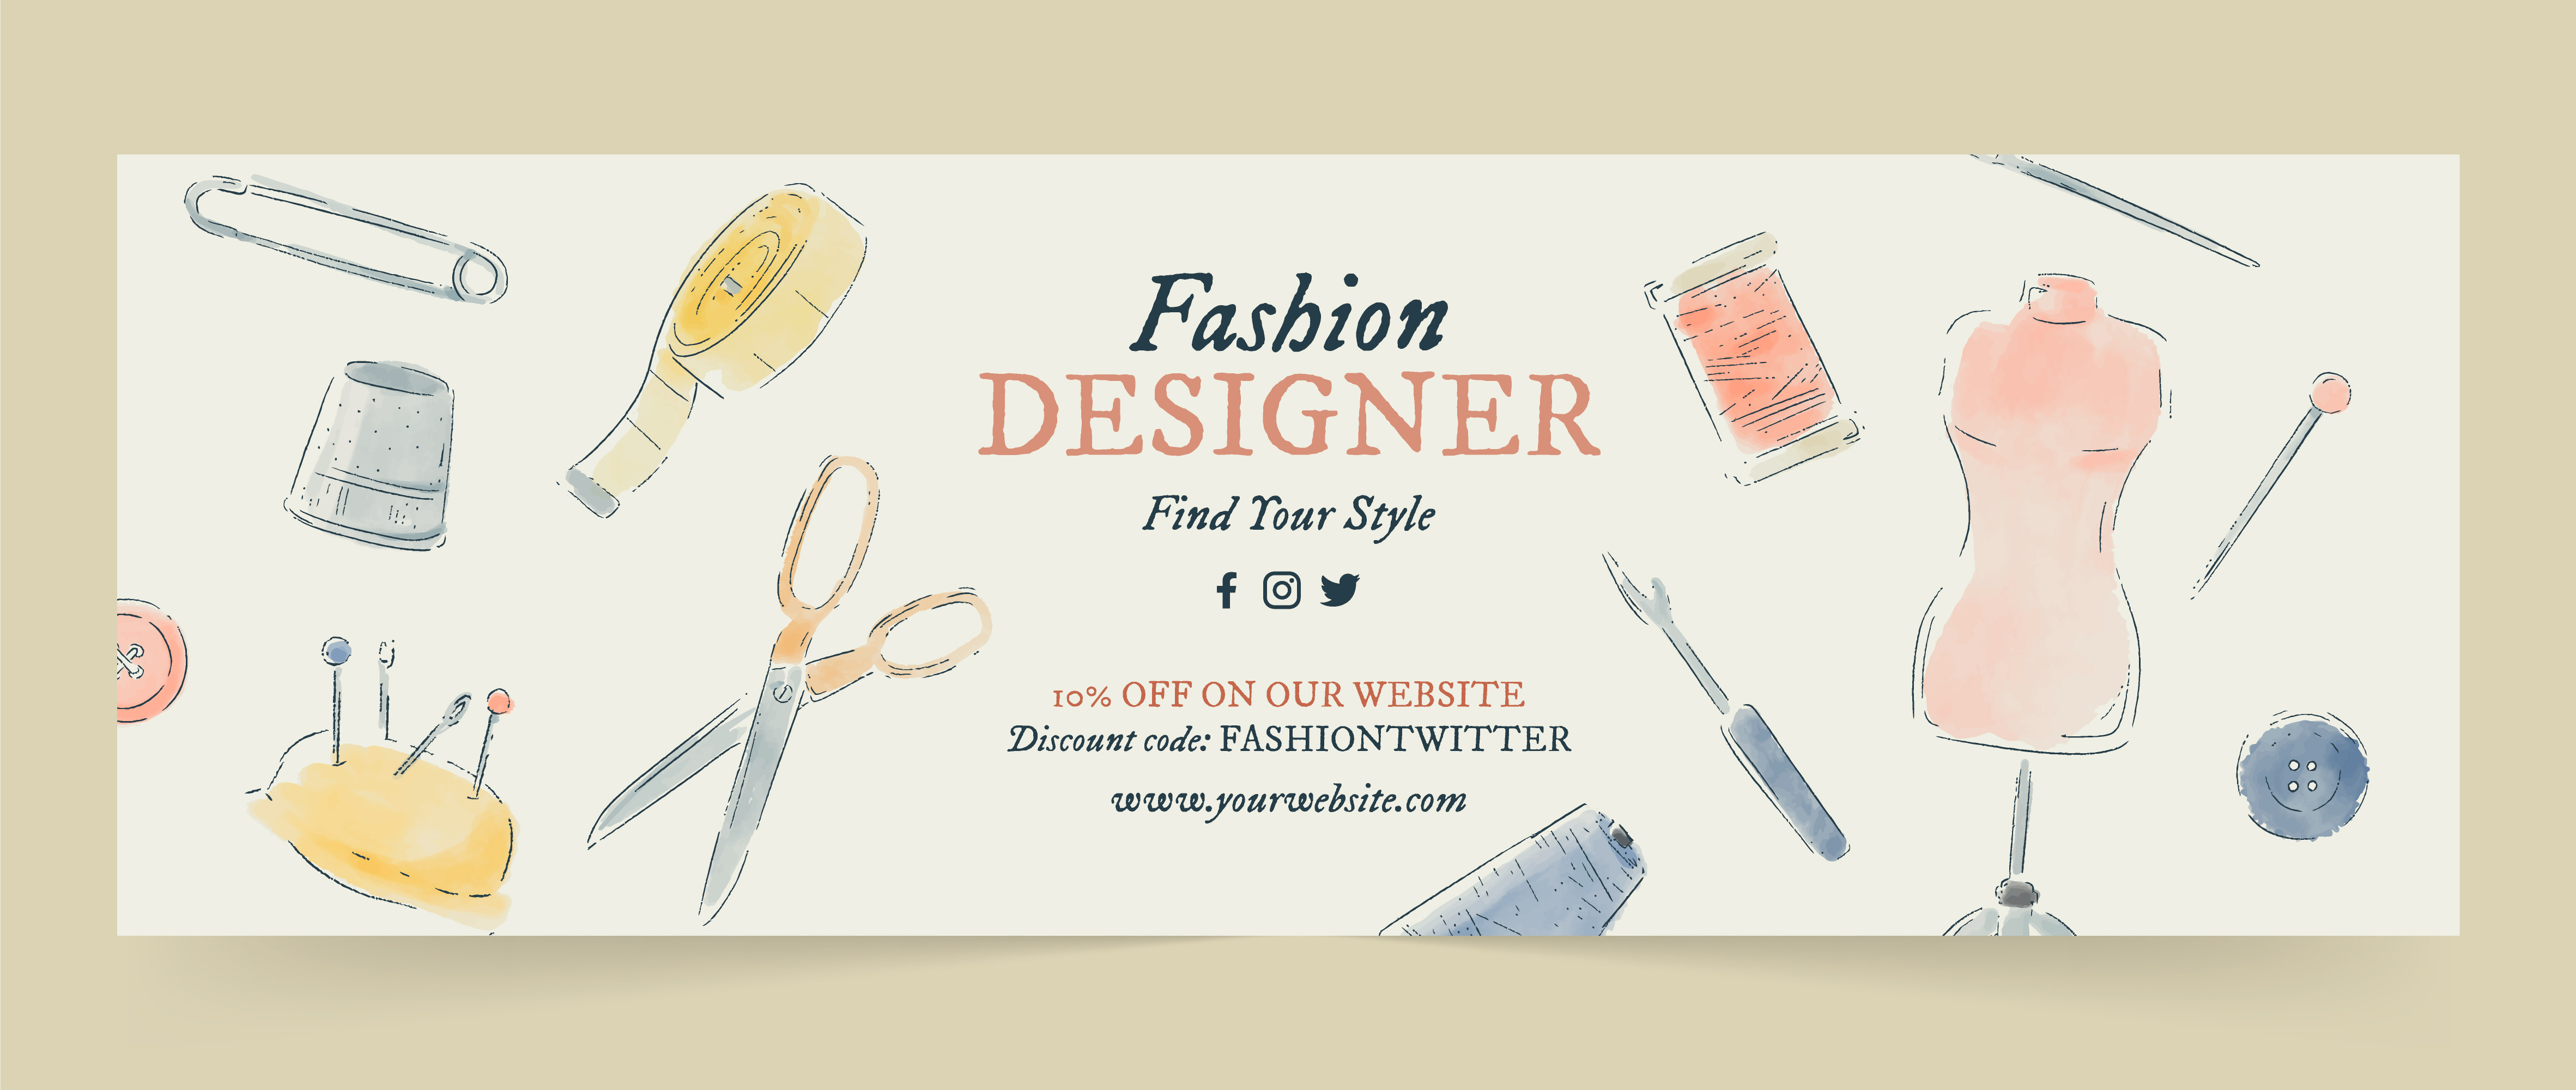 Fashion
DESIGNER
Find Your Style
10% OFF ON OUR WEBSITE
Discount code: FASHIONTWITTER
www.yourwebsite.com